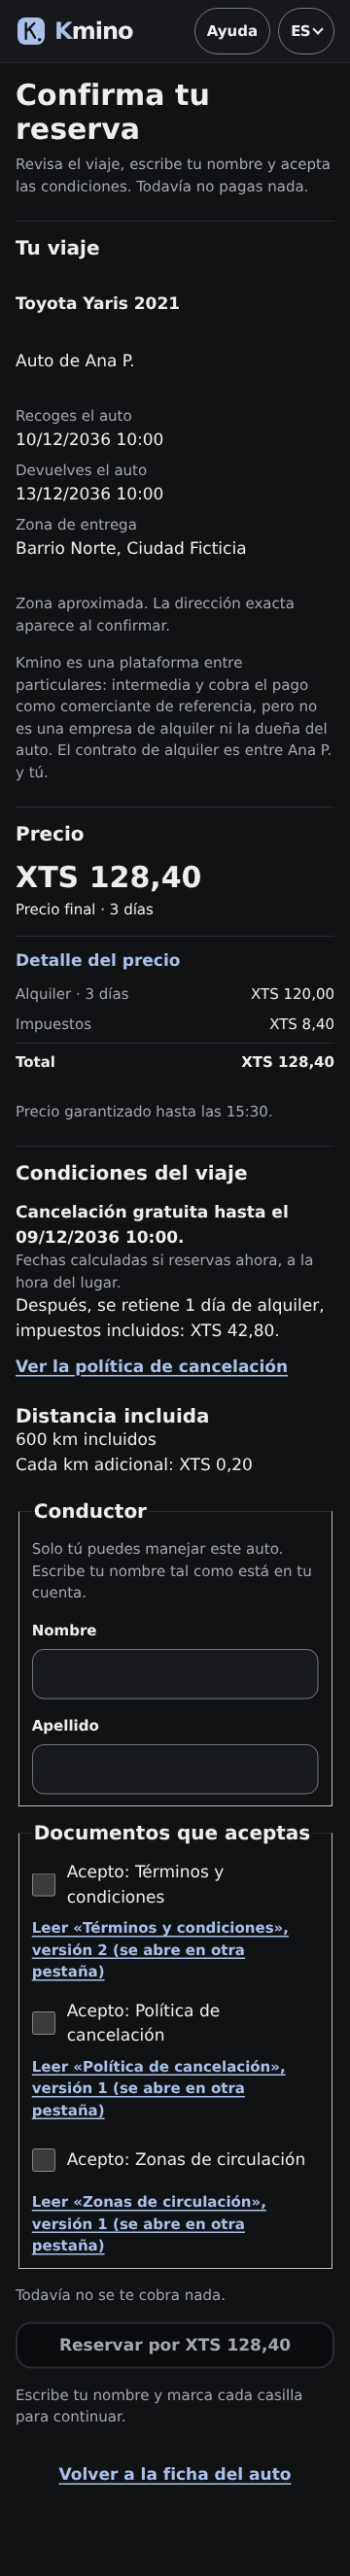 K Kmino
Ayuda
ES
Confirma tu
reserva
Revisa el viaje, escribe tu nombre y acepta
las condiciones. Todavía no pagas nada.
Tu viaje
Toyota Yaris 2021
Auto de Ana P.
Recoges el auto
10/12/2036 10:00
Devuelves el auto
13/12/2036 10:00
Zona de entrega
Barrio Norte, Ciudad Ficticia
Zona aproximada. La dirección exacta
aparece al confirmar.
Kmino es una plataforma entre
particulares: intermedia y cobra el pago
como comerciante de referencia, pero no
es una empresa de alquiler ni la dueña del
auto. El contrato de alquiler es entre Ana P.
y tú.
Precio
XTS 128,40
Precio final · 3 días
Detalle del precio
Alquiler · 3 días XTS 120,00
Impuestos XTS 8,40
Total XTS 128,40
Precio garantizado hasta las 15:30.
Condiciones del viaje
Cancelación gratuita hasta el
09/12/2036 10:00.
Fechas calculadas si reservas ahora, a la
hora del lugar.
Después, se retiene 1 día de alquiler,
impuestos incluidos: XTS 42,80.
Ver la política de cancelación
Distancia incluida
600 km incluidos
Cada km adicional: XTS 0,20
Conductor
Solo tú puedes manejar este auto.
Escribe tu nombre tal como está en tu
cuenta.
Nombre
Apellido
Documentos que aceptas
Acepto: Términos y
condiciones
Leer «Términos y condiciones»,
versión 2 (se abre en otra
pestaña)
Acepto: Política de
cancelación
Leer «Política de cancelación»,
versión 1 (se abre en otra
pestaña)
Acepto: Zonas de circulación
Leer «Zonas de circulación»,
versión 1 (se abre en otra
pestaña)
Todavía no se te cobra nada.
Reservar por XTS 128,40
Escribe tu nombre y marca cada casilla
para continuar.
Volver a la ficha del auto